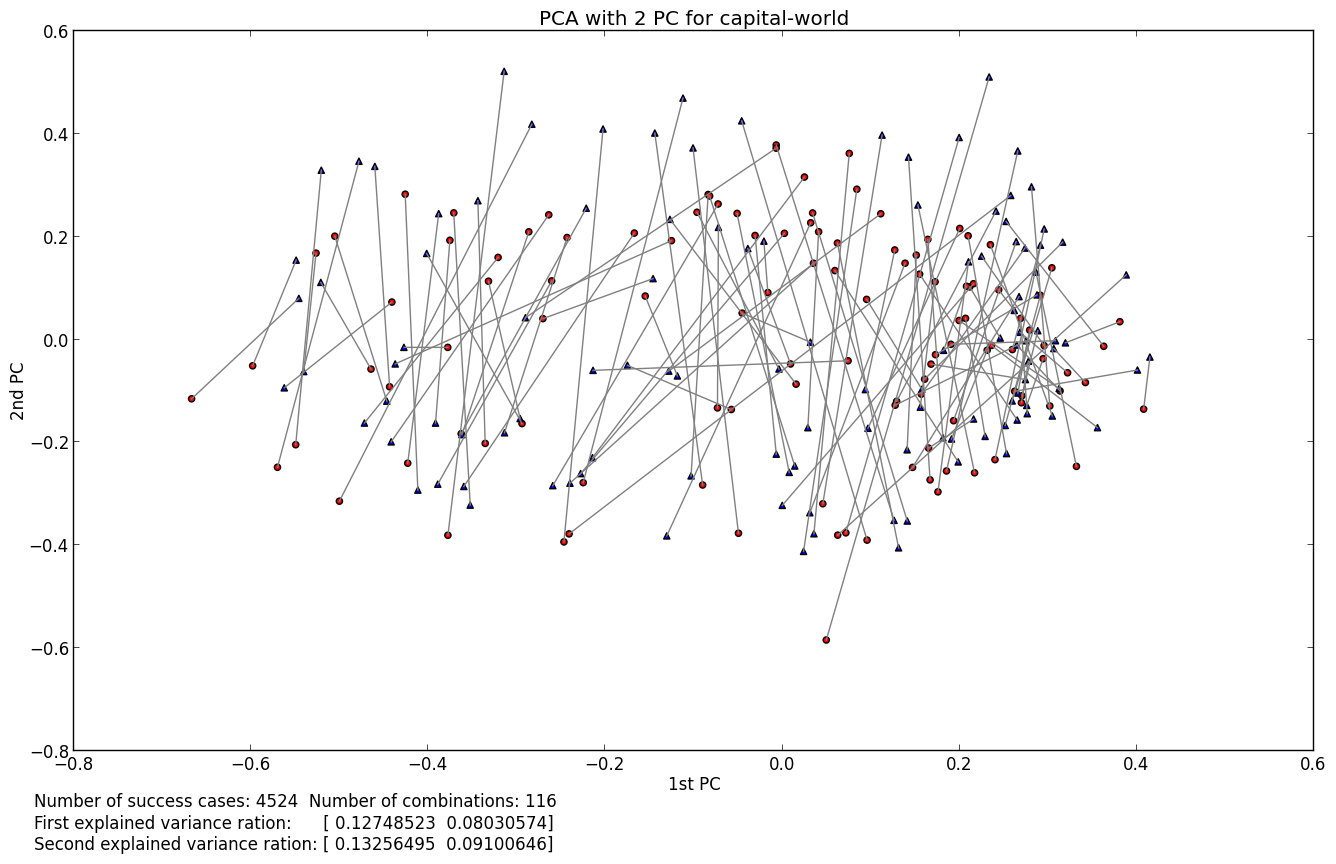 PCA with 2 PC for capital-world
0.6
0.4
0.2
0.0
−0.2
−0.4
−0.6
−0.8
2nd PC
−0.8 −0.6 −0.4 −0.2 0.0 0.2 0.4 0.6
1st PC
Number of success cases: 4524 Number of combinations: 116
First explained variance ration: [ 0.12748523 0.08030574]
Second explained variance ration: [ 0.13256495 0.09100646]